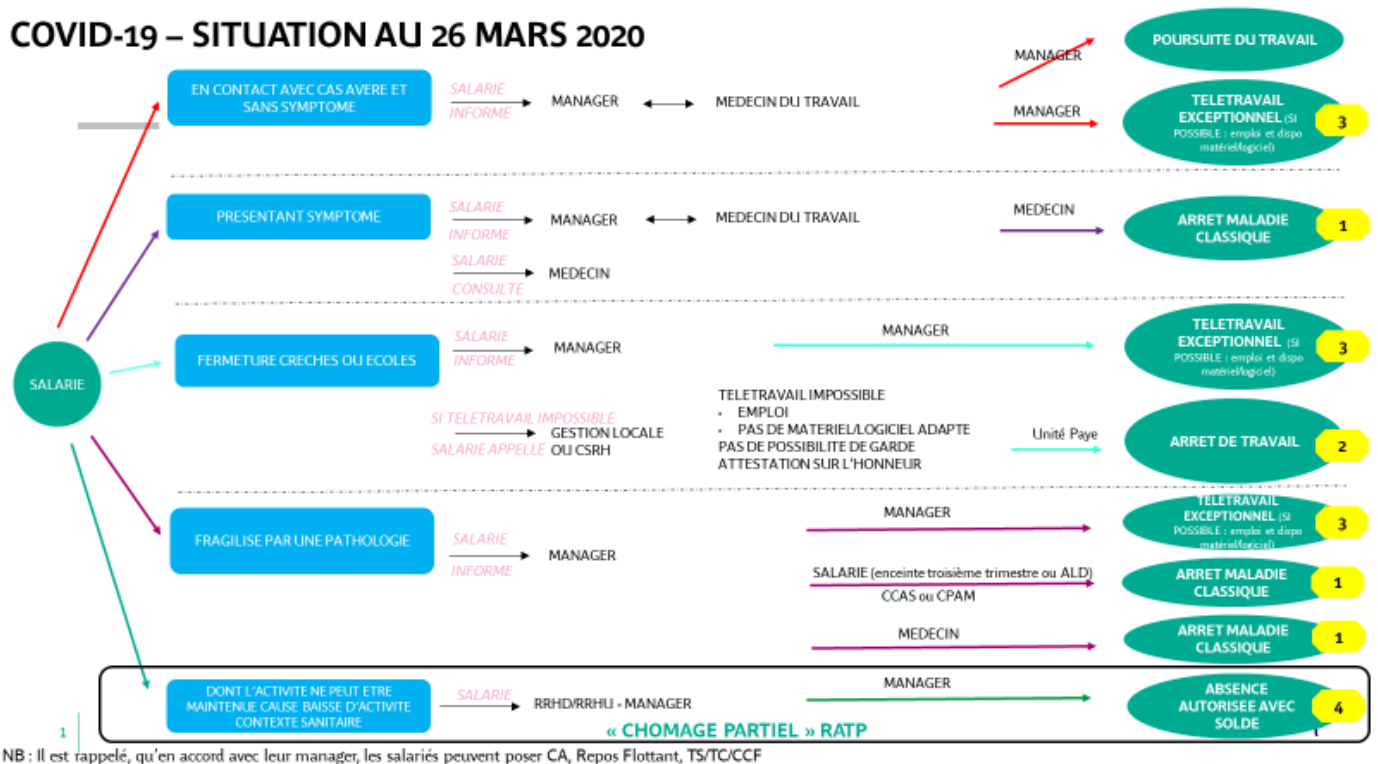 COVID-19 – SITUATION AU 26 MARS 2020
SALARIE
EN CONTACT AVEC CAS AVERE ET
SANS SYMPTOME
SALARIE
INFORME
MANAGER
MEDECIN DU TRAVAIL
MANAGER
POURSUITE DU TRAVAIL
MANAGER
TELETRAVAIL
EXCEPTIONNEL (SI
POSSIBLE : emploi et dispo
matériel/logiciel)
3
PRESENTANT SYMPTOME
SALARIE
INFORME
MANAGER
MEDECIN DU TRAVAIL
SALARIE
CONSULTE
MEDECIN
MEDECIN
ARRET MALADIE
CLASSIQUE
1
FERMETURE CRECHES OU ECOLES
SALARIE
INFORME
MANAGER
MANAGER
TELETRAVAIL
EXCEPTIONNEL (SI
POSSIBLE : emploi et dispo
matériel/logiciel)
3
SI TELETRAVAIL IMPOSSIBLE
SALARIE APPELLE
GESTION LOCALE
OU CSRH
TELETRAVAIL IMPOSSIBLE
- EMPLOI
- PAS DE MATERIEL/LOGICIEL ADAPTE
PAS DE POSSIBILITE DE GARDE
ATTESTATION SUR L'HONNEUR
Unité Paye
ARRET DE TRAVAIL
2
FRAGILISE PAR UNE PATHOLOGIE
SALARIE
INFORME
MANAGER
MANAGER
TELETRAVAIL
EXCEPTIONNEL (SI
POSSIBLE : emploi et dispo
matériel/logiciel)
3
SALARIE (enceinte troisième trimestre ou ALD)
CCAS ou CPAM
ARRET MALADIE
CLASSIQUE
1
MEDECIN
ARRET MALADIE
CLASSIQUE
1
DONT L'ACTIVITE NE PEUT ETRE
MAINTENUE CAUSE BAISSE D'ACTIVITE
CONTEXTE SANITAIRE
SALARIE
RRHD/RRHU - MANAGER
MANAGER
ABSENCE
AUTORISEE AVEC
SOLDE
4
« CHOMAGE PARTIEL » RATP
1
NB : Il est rappelé, qu'en accord avec leur manager, les salariés peuvent poser CA, Repos Flottant, TS/TC/CCF